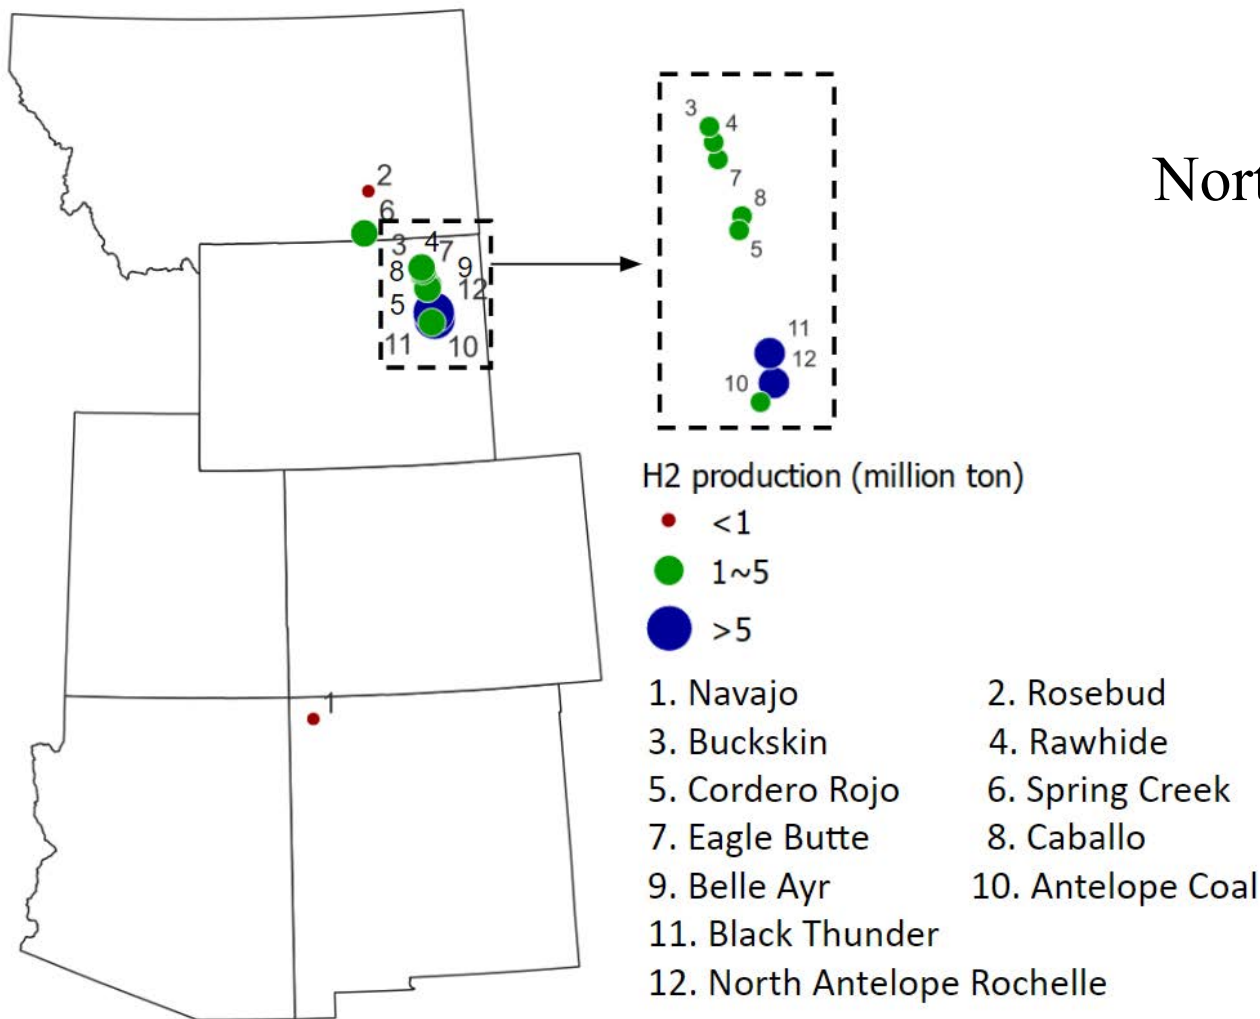 Nort
2
6
3 4 7
8 9
12
5
11 10
3
4
7
8
5
11
12
10
H2 production (million ton)
<1
1~5
>5
1
1. Navajo 2. Rosebud
3. Buckskin 4. Rawhide
5. Cordero Rojo 6. Spring Creek
7. Eagle Butte 8. Caballo
9. Belle Ayr 10. Antelope Coal
11. Black Thunder
12. North Antelope Rochelle